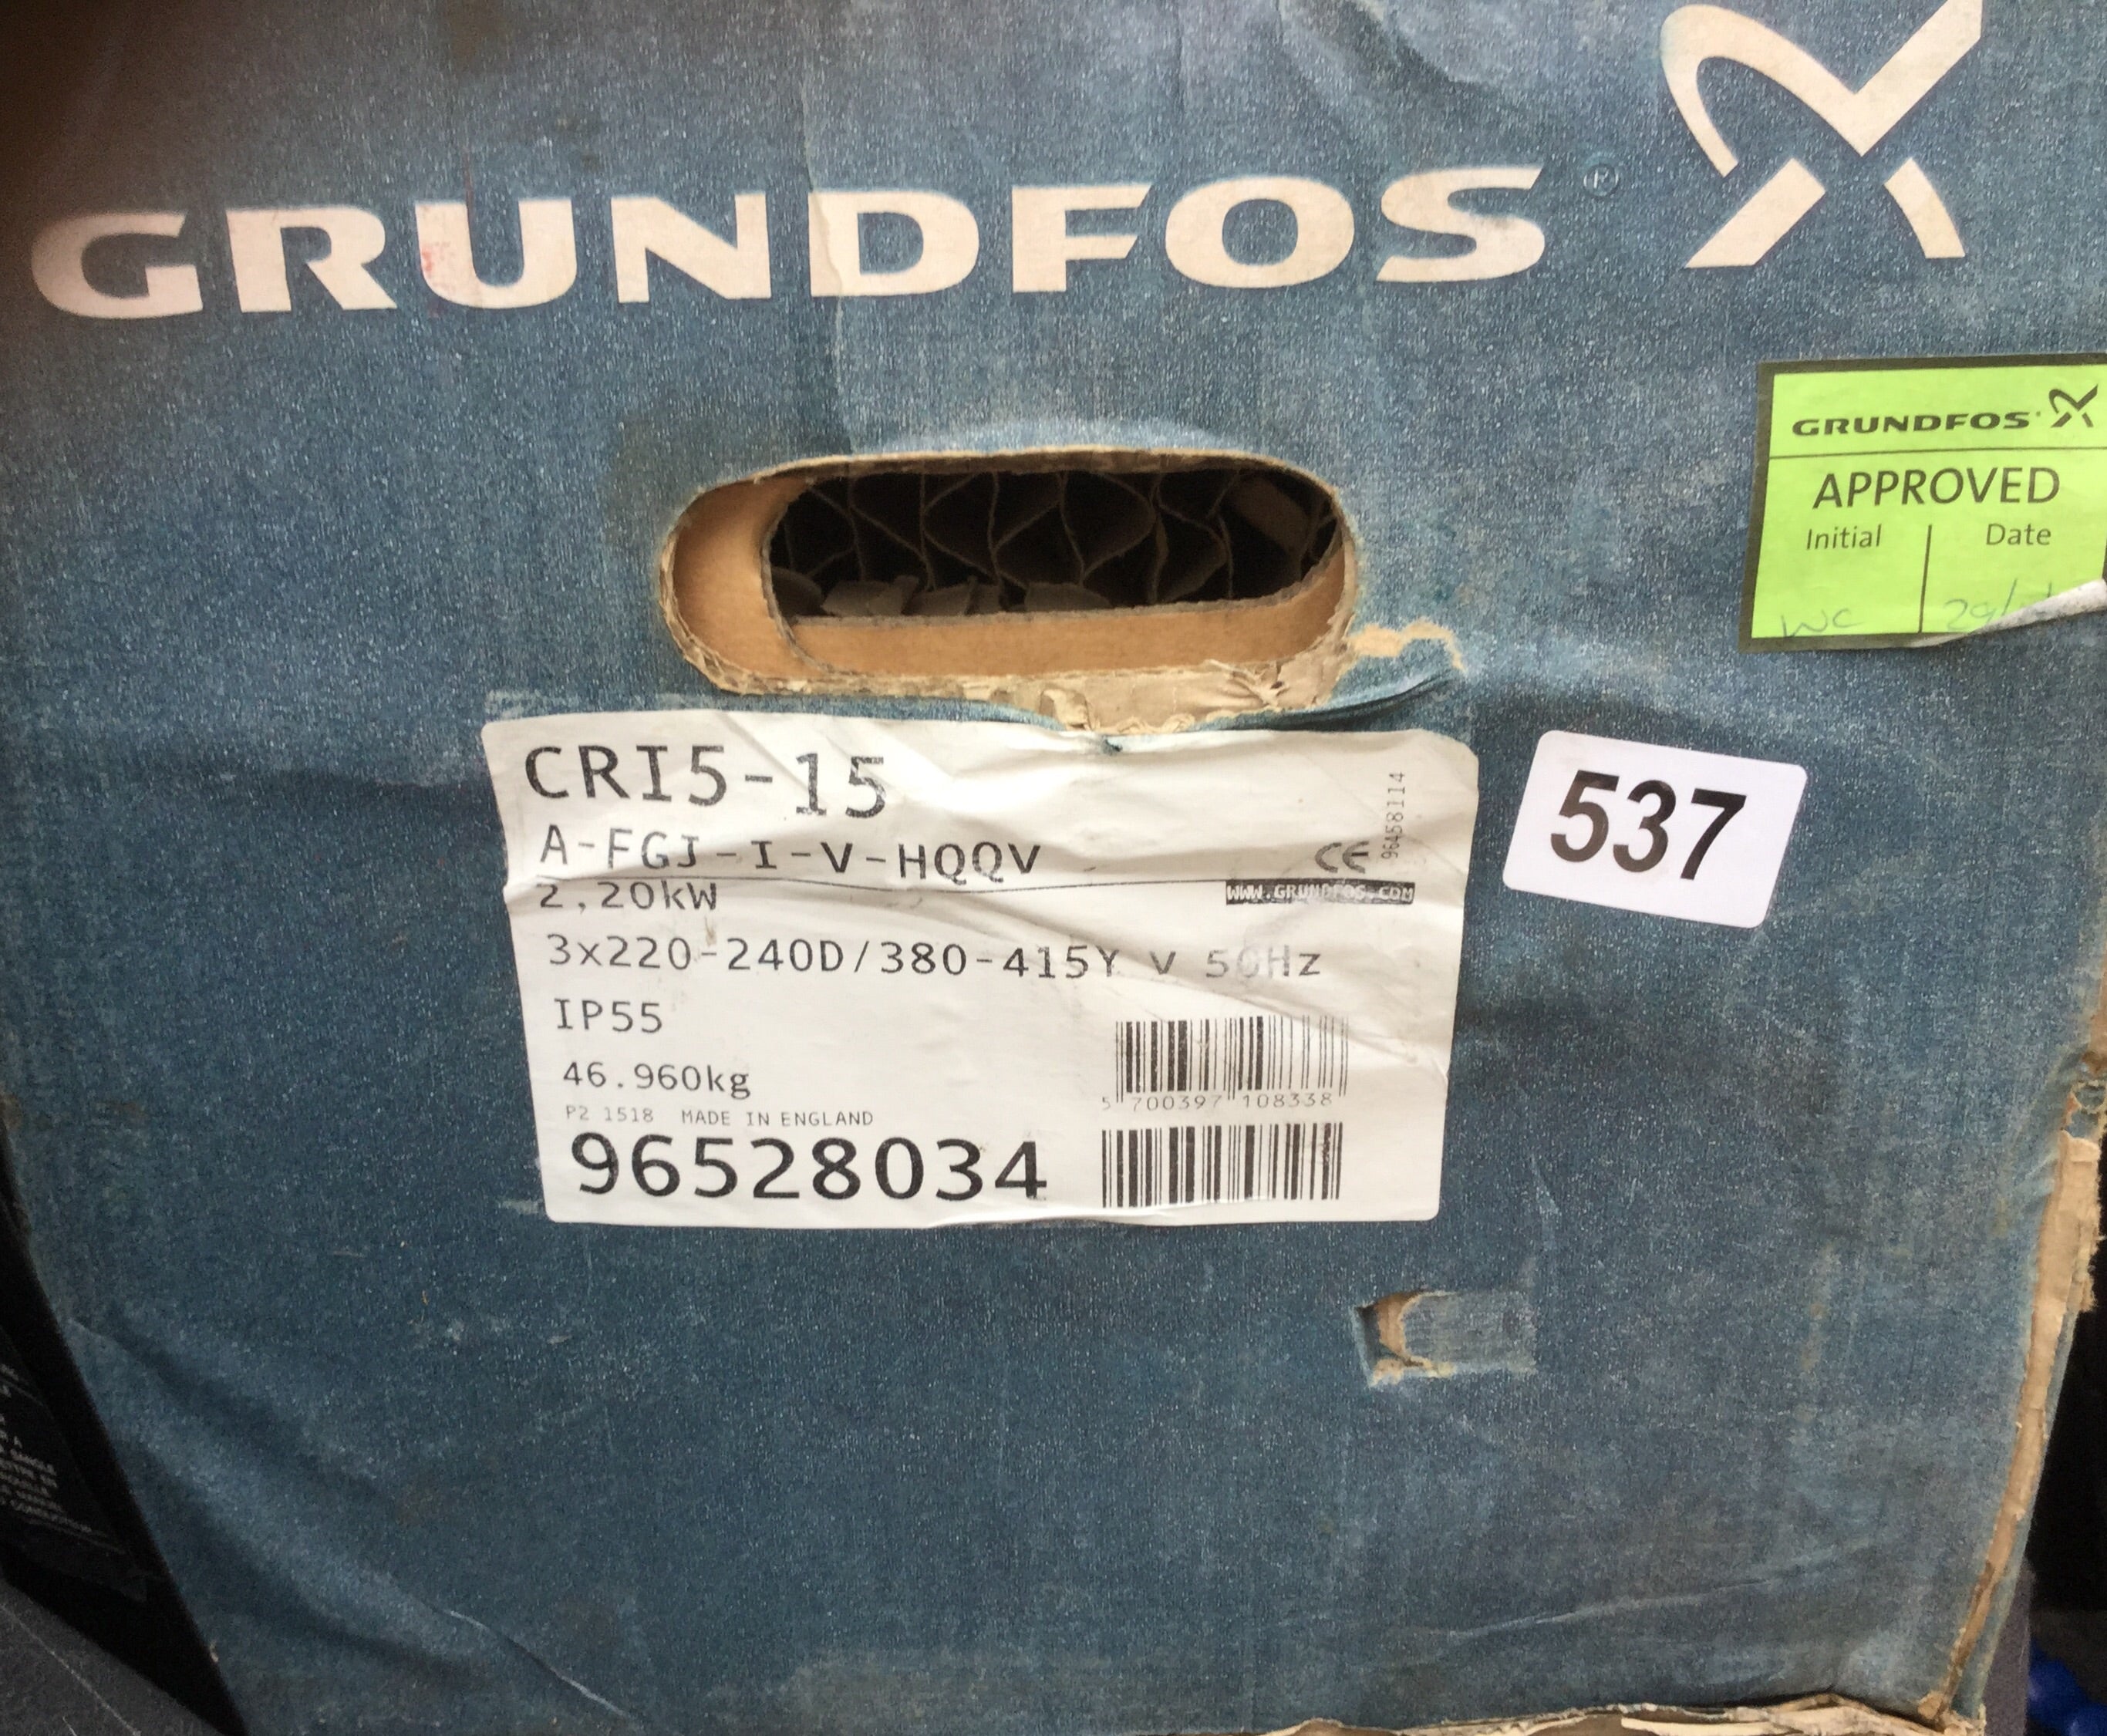 GRUNDFOS®
GRUNDFOS
APPROVED
Initial Date
WC
CRI5-15
A-FGJ-I-V-HQQV
CE
96458114
537
2,20kW
WWW.GRUNDFOS.COM
3x220-240D/380-415Y V 50Hz
IP55
46.960kg
5 700397 108338
P2 1518 MADE IN ENGLAND
96528034